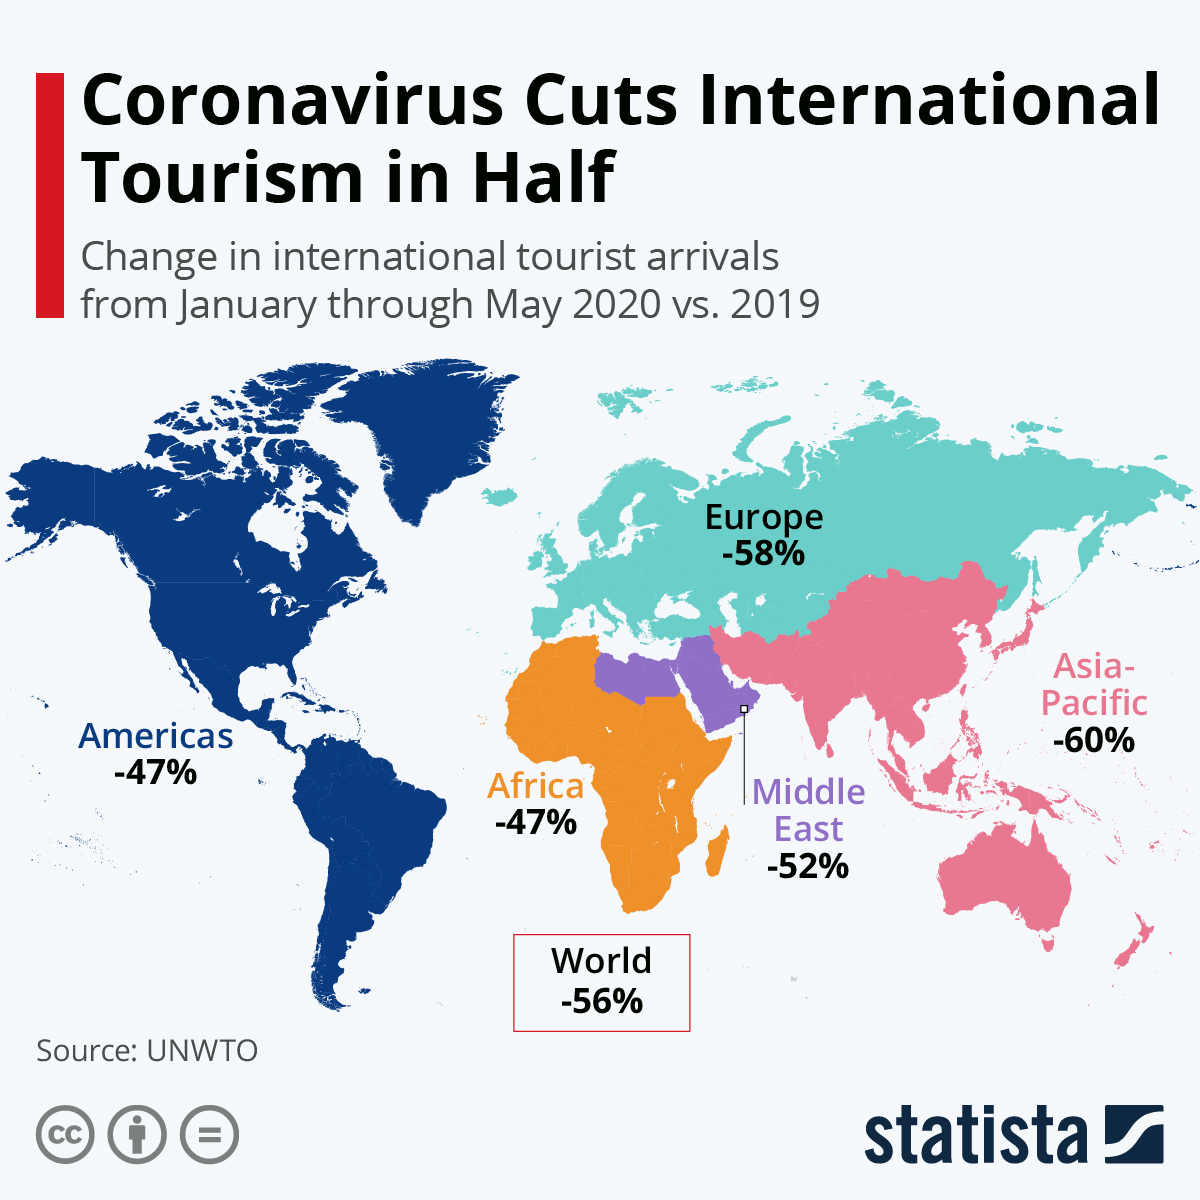 Coronavirus Cuts International
Tourism in Half
Change in international tourist arrivals
from January through May 2020 vs. 2019
Europe
-58%
Asia-
Pacific
-60%
Americas
-47%
Africa
-47%
Middle
East
-52%
World
-56%
Source: UNWTO
cc
statista